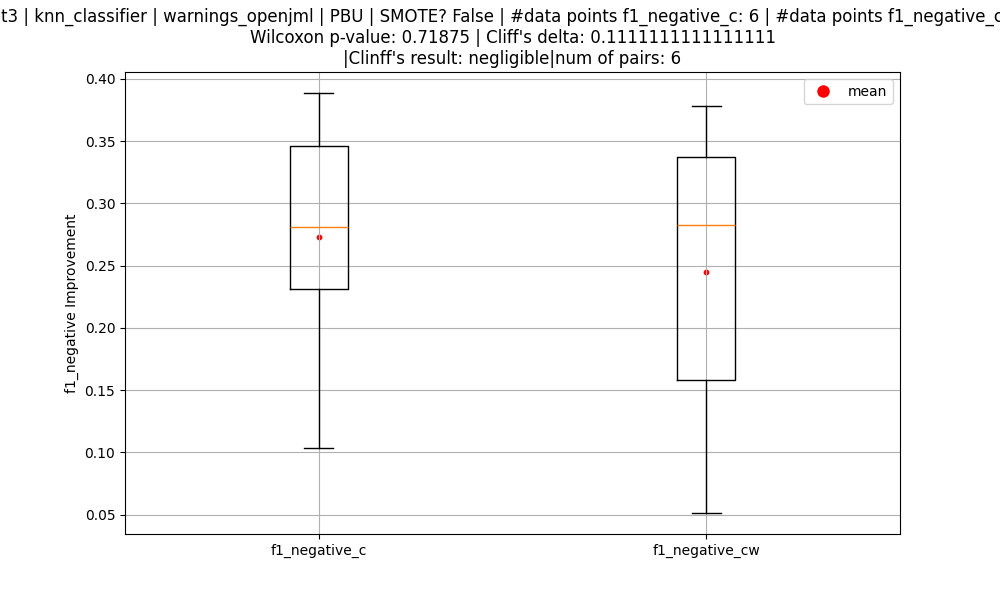 t3 | knn_classifier | warnings_openjml | PBU | SMOTE? False | #data points f1_negative_c: 6 | #data points f1_negative_c
Wilcoxon p-value: 0.71875 | Cliff's delta: 0.1111111111111111
|Clinff's result: negligible|num of pairs: 6
mean
0.40
0.35
0.30
0.25
0.20
0.15
0.10
0.05
f1_negative Improvement
f1_negative_c
f1_negative_cw